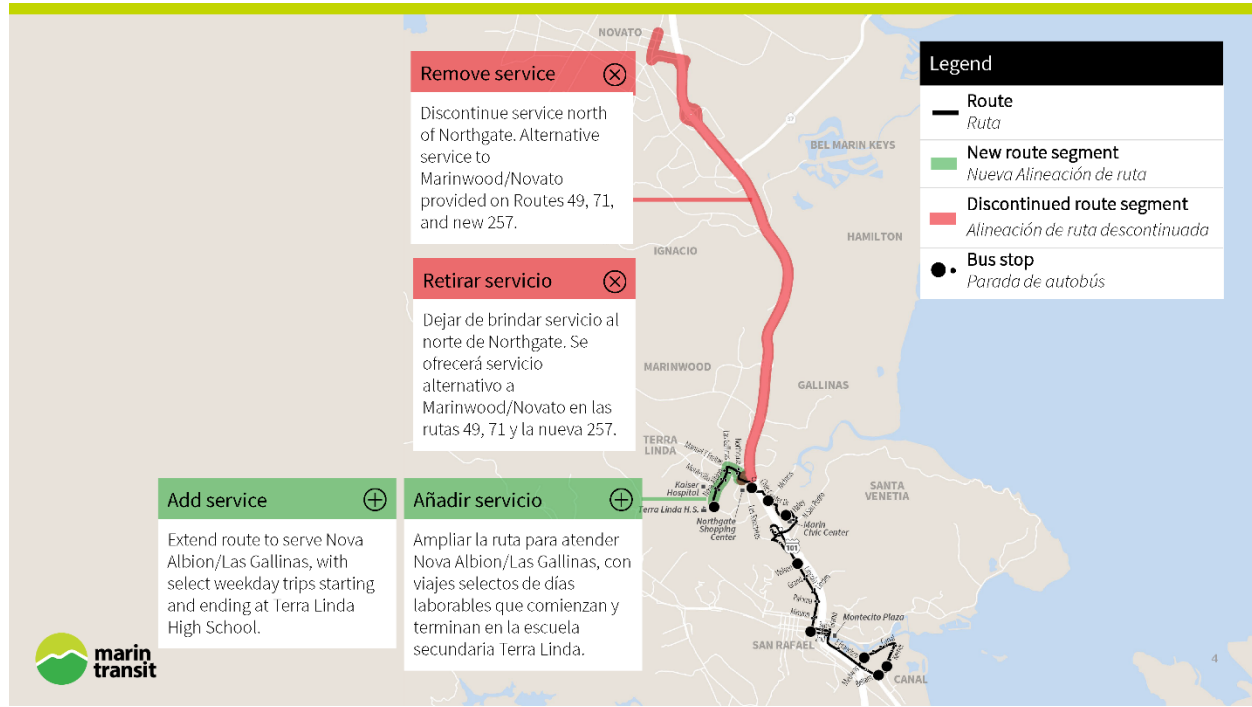 NOVATO
Remove service
Discontinue service north
of Northgate. Alternative
service to
Marinwood/Novato
provided on Routes 49, 71,
and new 257.
Retirar servicio
Dejar de brindar servicio al
norte de Northgate. Se
ofrecerá servicio
alternativo a
Marinwood/Novato en las
rutas 49, 71 y la nueva 257.
Add service
Extend route to serve Nova
Albion/Las Gallinas, with
select weekday trips starting
and ending at Terra Linda
High School.
Añadir servicio
Ampliar la ruta para atender
Nova Albion/Las Gallinas, con
viajes selectos de días
laborables que comienzan y
terminan en la escuela
secundaria Terra Linda.
Legend
Route
Ruta
New route segment
Nueva Alineación de ruta
Discontinued route segment
Alineación de ruta descontinuada
Bus stop
Parada de autobús
BEL MARIN KEYS
HAMILTON
IGNACIO
MARINWOOD
GALLINAS
TERRA
LINDA
Kaiser
Hospital
Terra Linda H.S.
Northgate
Shopping
Center
SANTA
VENETIA
Marin
Civic Center
101
Montecito Plaza
SAN RAFAEL
CANAL
marin
transit
4